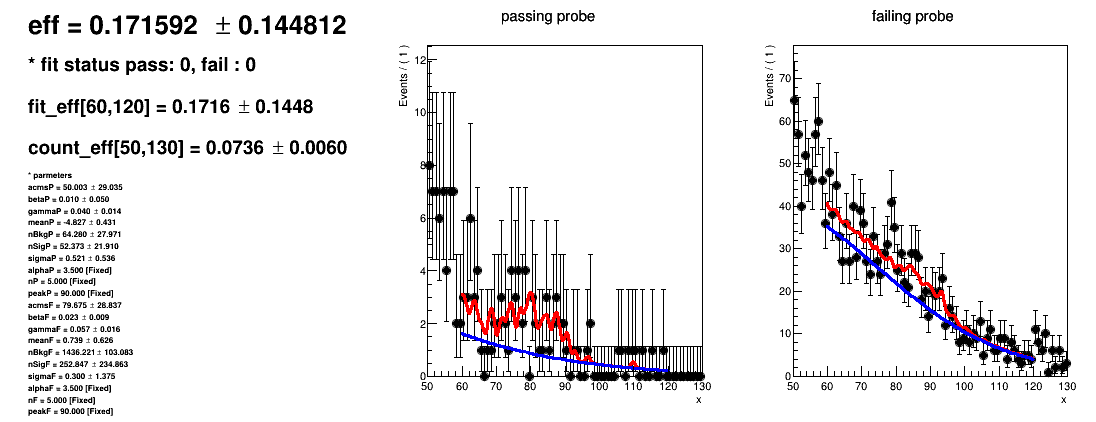 eff = 0.171592 ± 0.144812
* fit status pass: 0, fail : 0
fit_eff[60,120] = 0.1716 ± 0.1448
count_eff[50,130] = 0.0736 ± 0.0060
* parmeters
acmsP = 50.003 ± 29.035
betaP = 0.010 ± 0.050
gammaP = 0.040 ± 0.014
meanP = -4.827 ± 0.431
nBkgP = 64.280 ± 27.971
nSigP = 52.373 ± 21.910
sigmaP = 0.521 ± 0.536
alphaP = 3.500 [Fixed]
nP = 5.000 [Fixed]
peakP = 90.000 [Fixed]
acmsF = 79.675 ± 28.837
betaF = 0.023 ± 0.009
gammaF = 0.057 ± 0.016
meanF = 0.739 ± 0.626
nBkgF = 1436.221 ± 103.083
nSigF = 252.847 ± 234.863
sigmaF = 0.300 ± 1.375
alphaF = 3.500 [Fixed]
nF = 5.000 [Fixed]
peakF = 90.000 [Fixed]
passing probe
Events / ( 1 )
12
10
8
6
4
2
0
50 60 70 80 90 100 110 120 130
x
failing probe
Events / ( 1 )
70
60
50
40
30
20
10
0
50 60 70 80 90 100 110 120 130
x